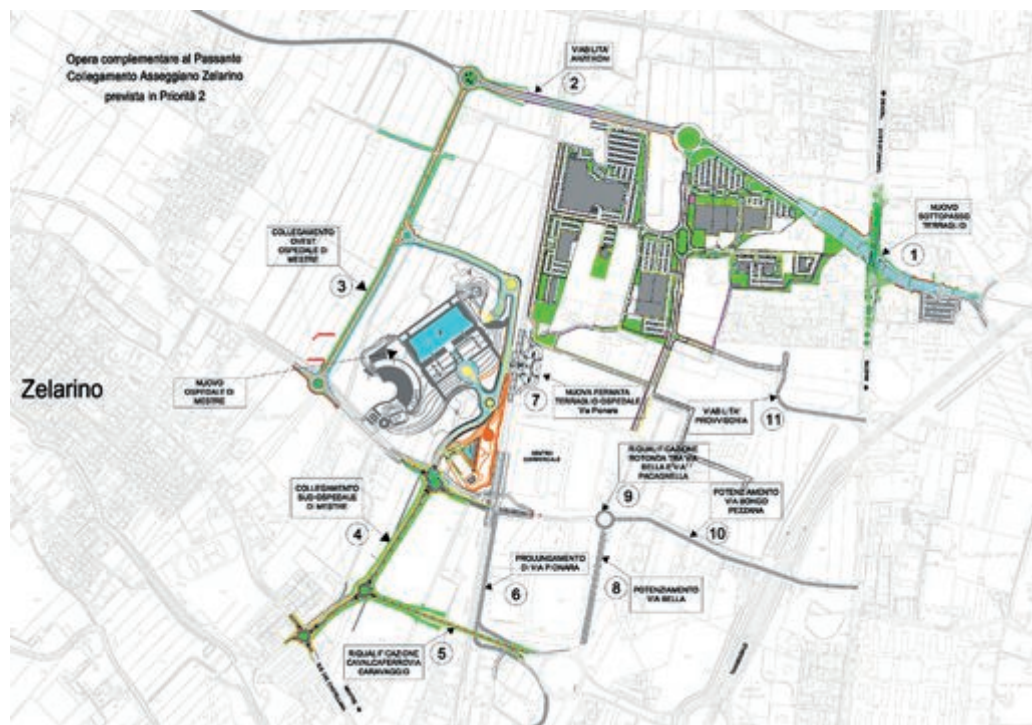 Opera complementare al Passante
Collegamento Asseggiano Zelarino
prevista in Priorità 2
VIABILITA'
2
NUOVO
SOTTOPASSO
TERRAGLIO
1
COLLEGAMENTO
OVEST
OSPEDALE DI
MESTRE
3
Zelarino
NUOVO
OSPEDALE DI
MESTRE
7
NUOVA FERMATA
TERRAGLIO OSPEDALE
Via Pionara
VIABILITA'
PROVVISORIA
11
CENTRO
COMMERCIALE
RIQUALIFICAZIONE
ROTONDA TRA VIA
BELLA E VIA
PACAGNELLA
9
COLLEGAMENTO
SUD OSPEDALE
DI MESTRE
4
POTENZIAMENTO
VIA BORGO
PEZZANA
10
PROLUNGAMENTO
DI VIA PIONARA
6
8
POTENZIAMENTO
VIA BELLA
RIQUALIFICAZIONE
CAVALCAFERROVIA
CARAVAGGIO
5